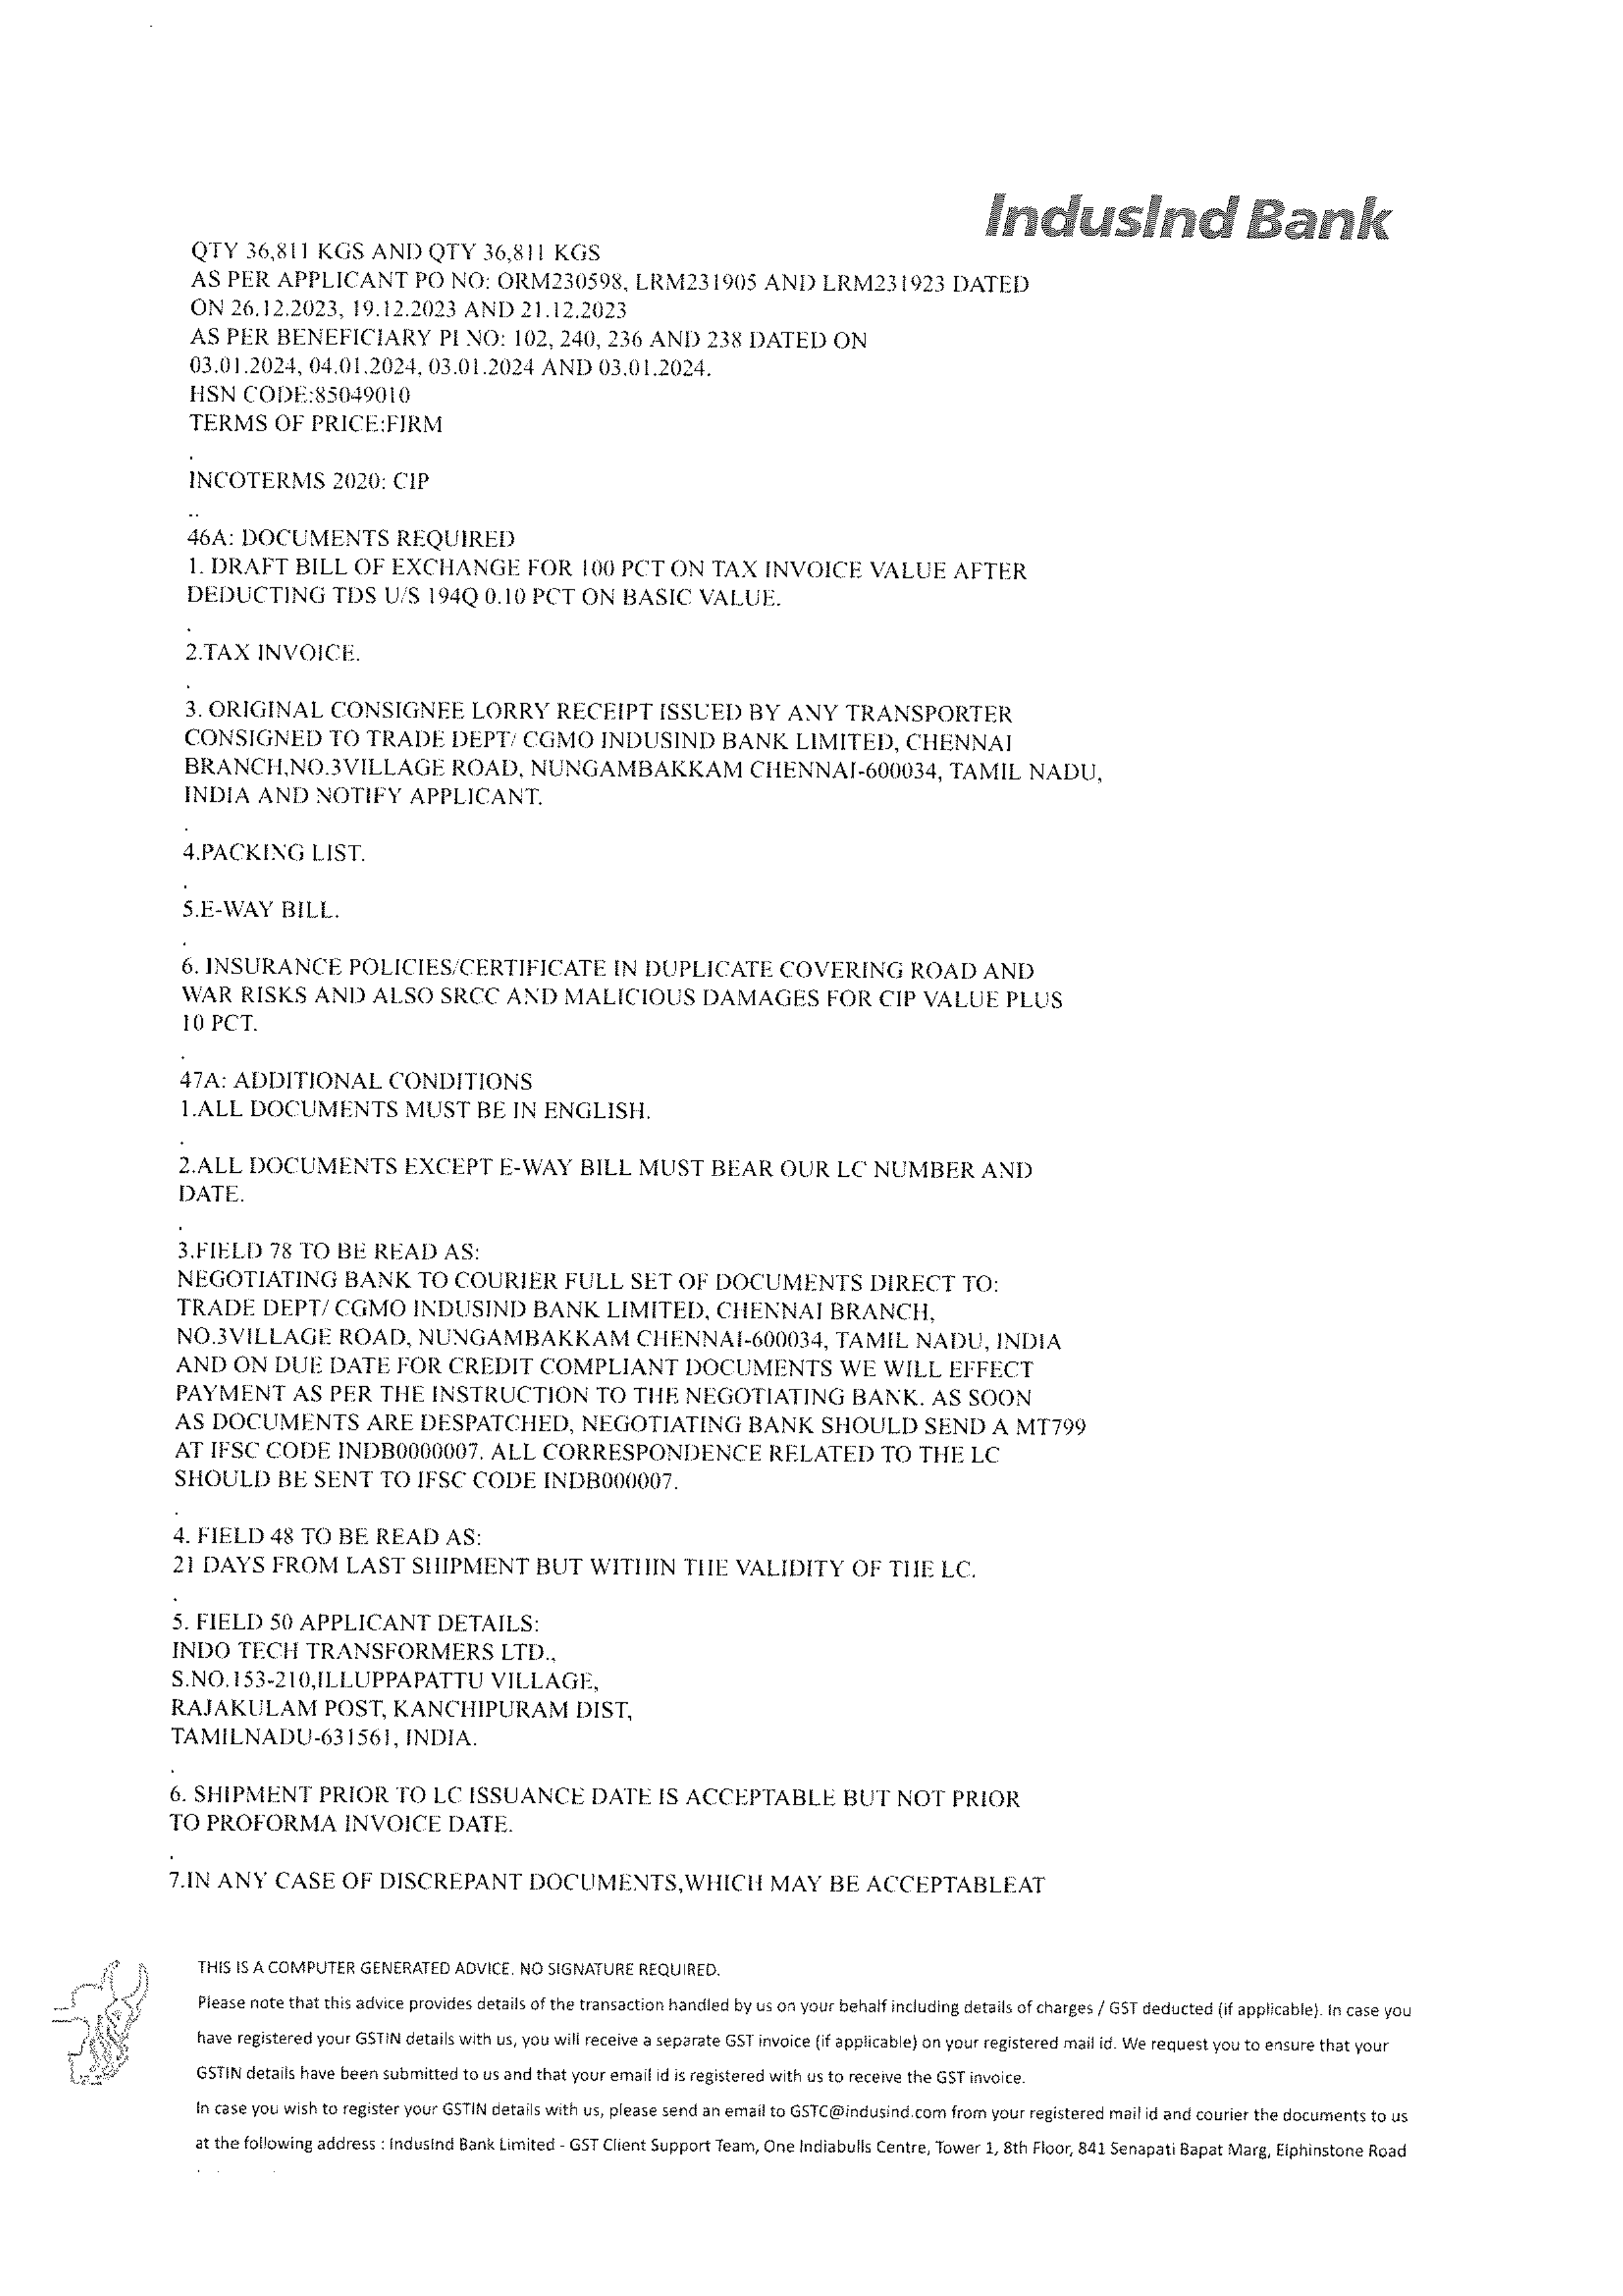 IndusInd Bank
QTY 36,811 KGS AND QTY 36,811 KGS
AS PER APPLICANT PO NO: ORM230598, LRM231905 AND LRM231923 DATED
ON 26.12.2023, 19.12.2023 AND 21.12.2023
AS PER BENEFICIARY PI NO: 102, 240, 236 AND 238 DATED ON
03.01.2024, 04.01.2024, 03.01.2024 AND 03.01.2024.
HSN CODE:85049010
TERMS OF PRICE:FIRM
.
INCOTERMS 2020: CIP
..
46A: DOCUMENTS REQUIRED
1. DRAFT BILL OF EXCHANGE FOR 100 PCT ON TAX INVOICE VALUE AFTER
DEDUCTING TDS U/S 194Q 0.10 PCT ON BASIC VALUE.
.
2.TAX INVOICE.
.
3. ORIGINAL CONSIGNEE LORRY RECEIPT ISSUED BY ANY TRANSPORTER
CONSIGNED TO TRADE DEPT/ CGMO INDUSIND BANK LIMITED, CHENNAI
BRANCH,NO.3VILLAGE ROAD, NUNGAMBAKKAM CHENNAI-600034, TAMIL NADU,
INDIA AND NOTIFY APPLICANT.
.
4.PACKING LIST.
.
5.E-WAY BILL.
.
6. INSURANCE POLICIES/CERTIFICATE IN DUPLICATE COVERING ROAD AND
WAR RISKS AND ALSO SRCC AND MALICIOUS DAMAGES FOR CIP VALUE PLUS
10 PCT.
.
47A: ADDITIONAL CONDITIONS
1.ALL DOCUMENTS MUST BE IN ENGLISH.
.
2.ALL DOCUMENTS EXCEPT E-WAY BILL MUST BEAR OUR LC NUMBER AND
DATE.
.
3.FIELD 78 TO BE READ AS:
NEGOTIATING BANK TO COURIER FULL SET OF DOCUMENTS DIRECT TO:
TRADE DEPT/ CGMO INDUSIND BANK LIMITED, CHENNAI BRANCH,
NO.3VILLAGE ROAD, NUNGAMBAKKAM CHENNAI-600034, TAMIL NADU, INDIA
AND ON DUE DATE FOR CREDIT COMPLIANT DOCUMENTS WE WILL EFFECT
PAYMENT AS PER THE INSTRUCTION TO THE NEGOTIATING BANK. AS SOON
AS DOCUMENTS ARE DESPATCHED, NEGOTIATING BANK SHOULD SEND A MT799
AT IFSC CODE INDB0000007. ALL CORRESPONDENCE RELATED TO THE LC
SHOULD BE SENT TO IFSC CODE INDB000007.
.
4. FIELD 48 TO BE READ AS:
21 DAYS FROM LAST SHIPMENT BUT WITHIN THE VALIDITY OF THE LC.
.
5. FIELD 50 APPLICANT DETAILS:
INDO TECH TRANSFORMERS LTD.,
S.NO.153-210,ILLUPPAPATTU VILLAGE,
RAJAKULAM POST, KANCHIPURAM DIST,
TAMILNADU-631561, INDIA.
.
6. SHIPMENT PRIOR TO LC ISSUANCE DATE IS ACCEPTABLE BUT NOT PRIOR
TO PROFORMA INVOICE DATE.
.
7.IN ANY CASE OF DISCREPANT DOCUMENTS,WHICH MAY BE ACCEPTABLEAT
THIS IS A COMPUTER GENERATED ADVICE. NO SIGNATURE REQUIRED.
Please note that this advice provides details of the transaction handled by us on your behalf including details of charges / GST deducted (if applicable). In case you
have registered your GSTIN details with us, you will receive a separate GST invoice (if applicable) on your registered mail id. We request you to ensure that your
GSTIN details have been submitted to us and that your email id is registered with us to receive the GST invoice.
In case you wish to register your GSTIN details with us, please send an email to GSTC@indusind.com from your registered mail id and courier the documents to us
at the following address : IndusInd Bank Limited - GST Client Support Team, One Indiabulls Centre, Tower 1, 8th Floor, 841 Senapati Bapat Marg, Elphinstone Road